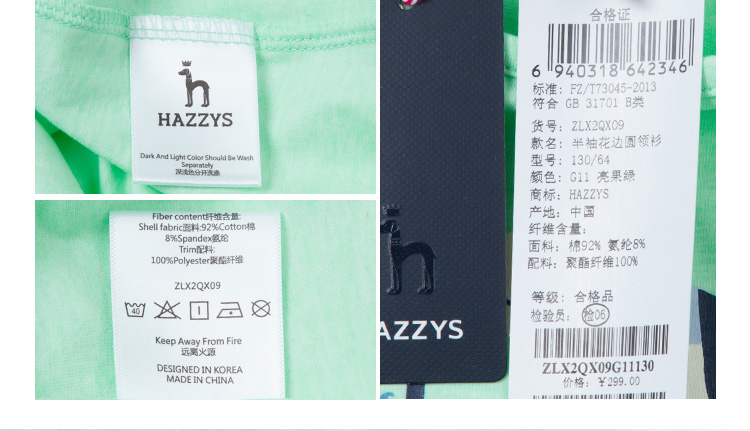 HAZZYS
Dark And Light Color Should Be Wash
Separately
深浅色分开洗涤
Fiber content纤维含量:
Shell fabric面料:92%Cotton棉
8%Spandex氨纶
Trim配料:
100%Polyester聚酯纤维
ZLX2QX09
40
Keep Away From Fire
远离火源
DESIGNED IN KOREA
MADE IN CHINA
AZZYS
合格证
6 940318 642346
标准: FZ/T73045-2013
符合 GB 31701 B类
货号: ZLX2QX09
款名: 半袖花边圆领衫
型号: 130/64
颜色: G11 亮果绿
商标: HAZZYS
产地: 中国
纤维含量:
面料: 棉92% 氨纶8%
配料: 聚酯纤维100%
等级: 合格品
检验员: 检06
ZLX2QX09G11130
价格: ¥299.00